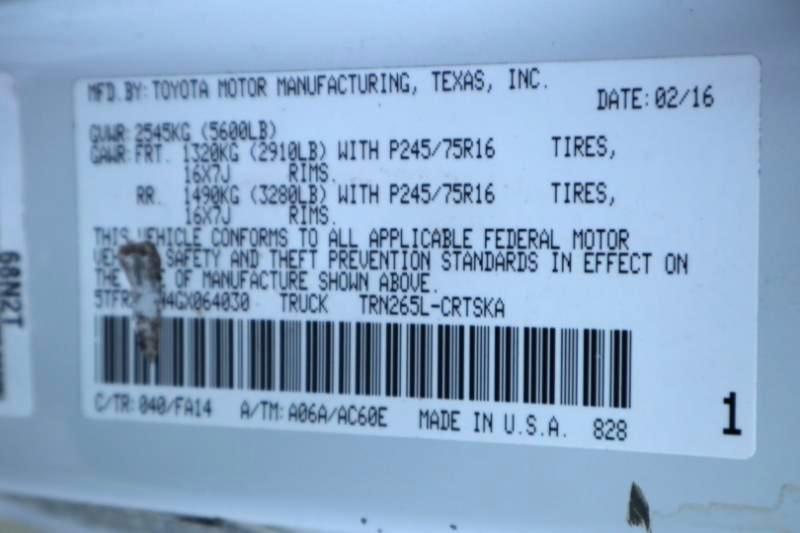 MFD. BY: TOYOTA MOTOR MANUFACTURING, TEXAS, INC.
DATE: 02/16
GVWR: 2545KG (5600LB)
GAWR: FRT. 1320KG (2910LB) WITH P245/75R16 TIRES,
16X7J RIMS.
RR. 1490KG (3280LB) WITH P245/75R16 TIRES,
16X7J RIMS.
THIS VEHICLE CONFORMS TO ALL APPLICABLE FEDERAL MOTOR
SAFETY AND THEFT PREVENTION STANDARDS IN EFFECT ON
THE OF MANUFACTURE SHOWN ABOVE.
TRUCK TRN265L-CRTSKA
C/TR: 040/FA14 A/TM: A06A/AC60E MADE IN U.S.A. 828
1